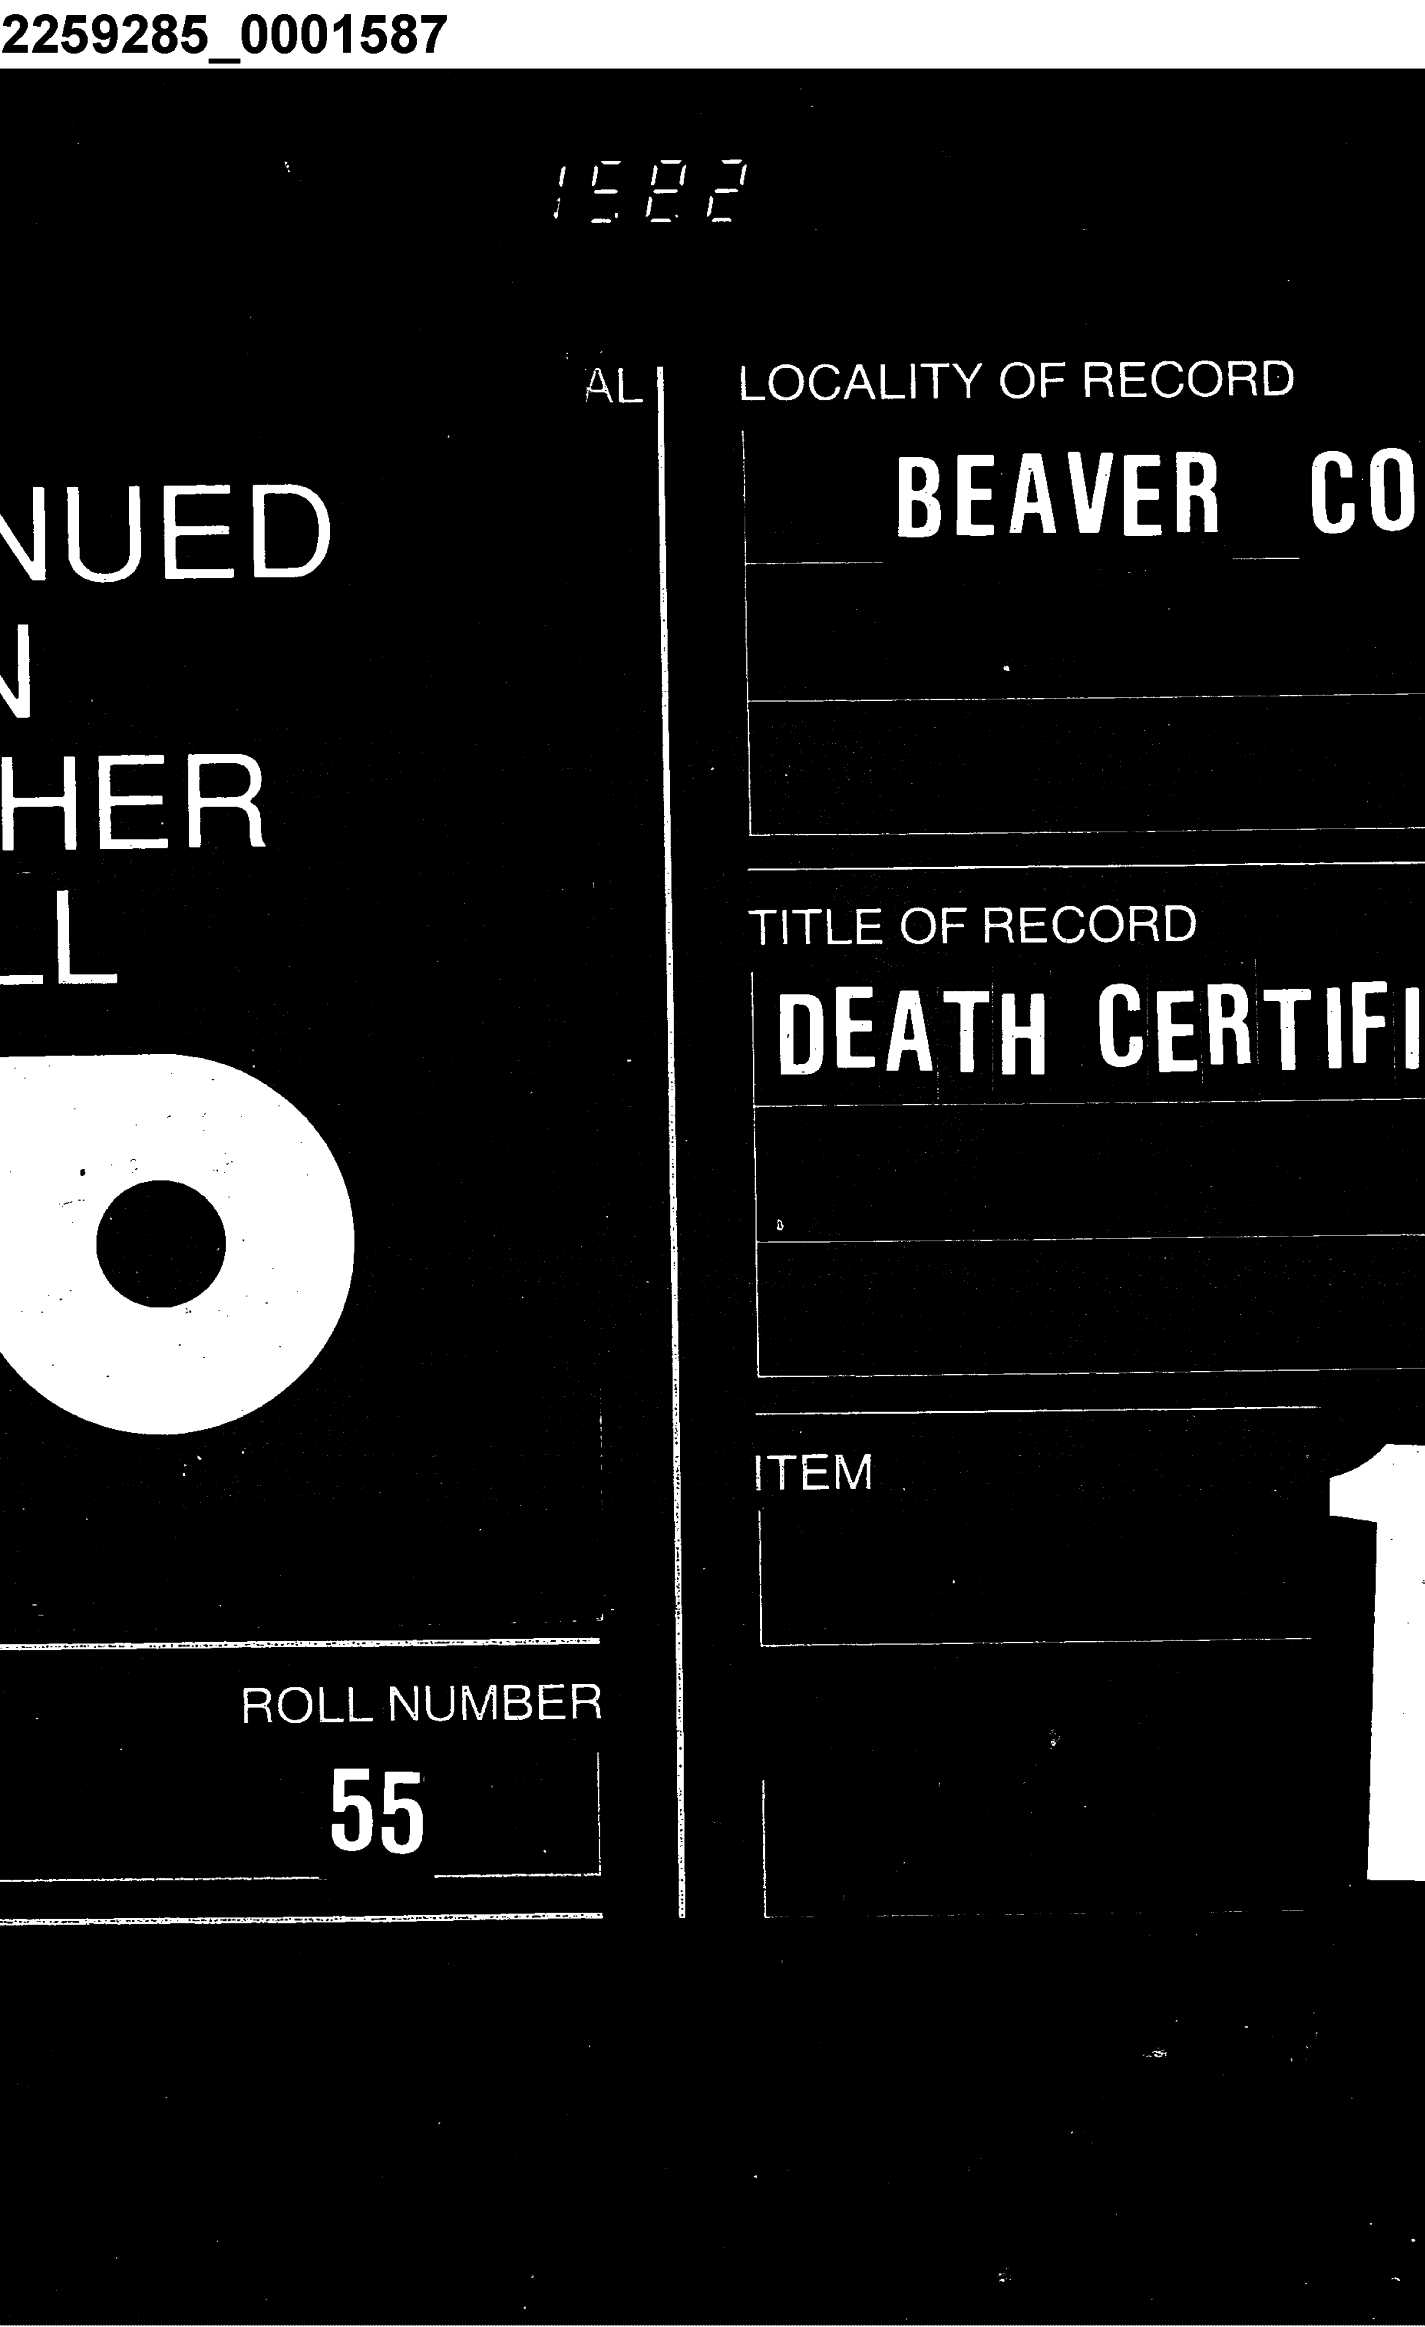 2259285_0001587
1582
AL
NUED
N
HER
LL
ROLL NUMBER
55
LOCALITY OF RECORD
BEAVER CO
TITLE OF RECORD
DEATH CERTIFI
ITEM
1